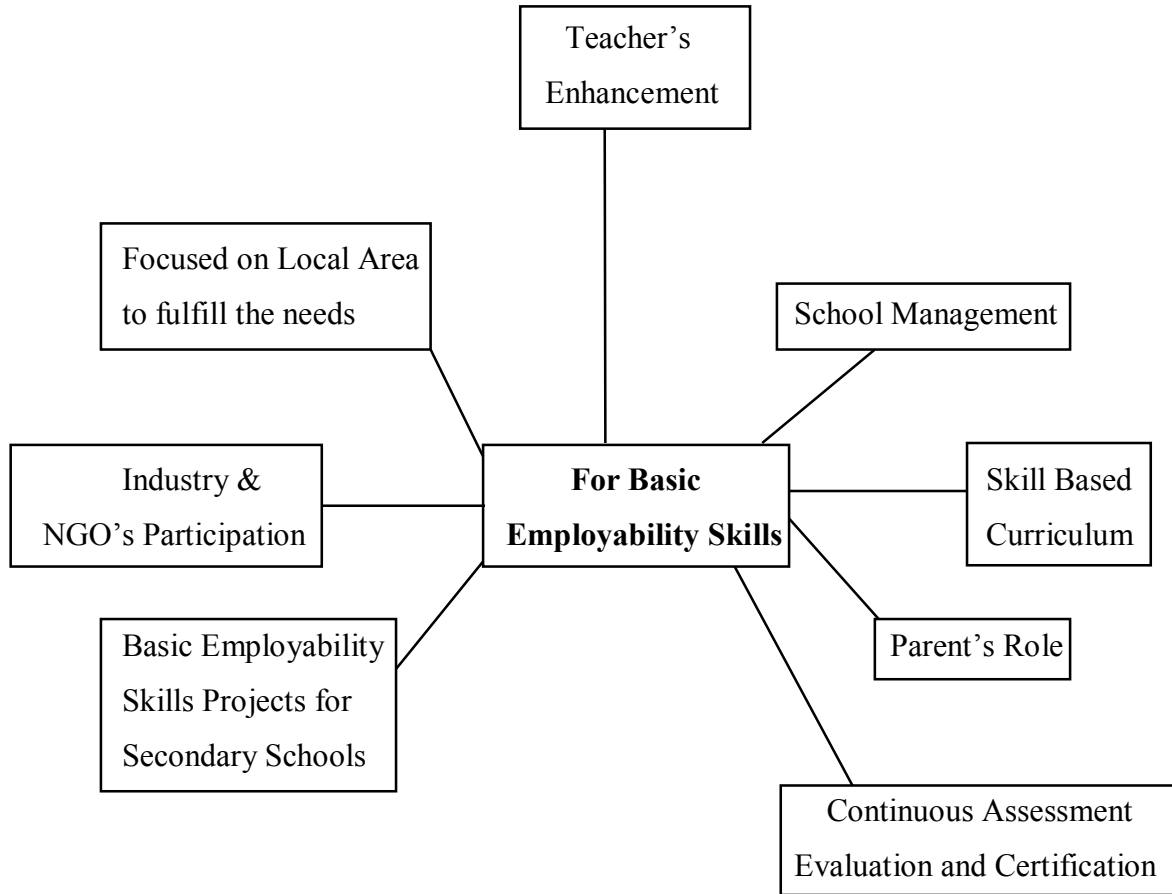 Teacher’s
Enhancement
Focused on Local Area
to fulfill the needs
School Management
Industry &
NGO’s Participation
For Basic
Employability Skills
Skill Based
Curriculum
Basic Employability
Skills Projects for
Secondary Schools
Parent’s Role
Continuous Assessment
Evaluation and Certification